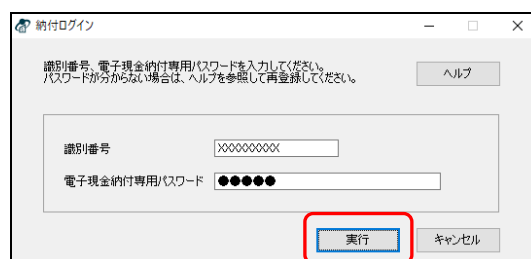 納付ログイン
識別番号、電子現金納付専用パスワードを入力してください。
パスワードが分からない場合は、ヘルプを参照して再登録してください。
ヘルプ
識別番号
XXXXXXXXX
電子現金納付専用パスワード
●●●●●
実行
キャンセル